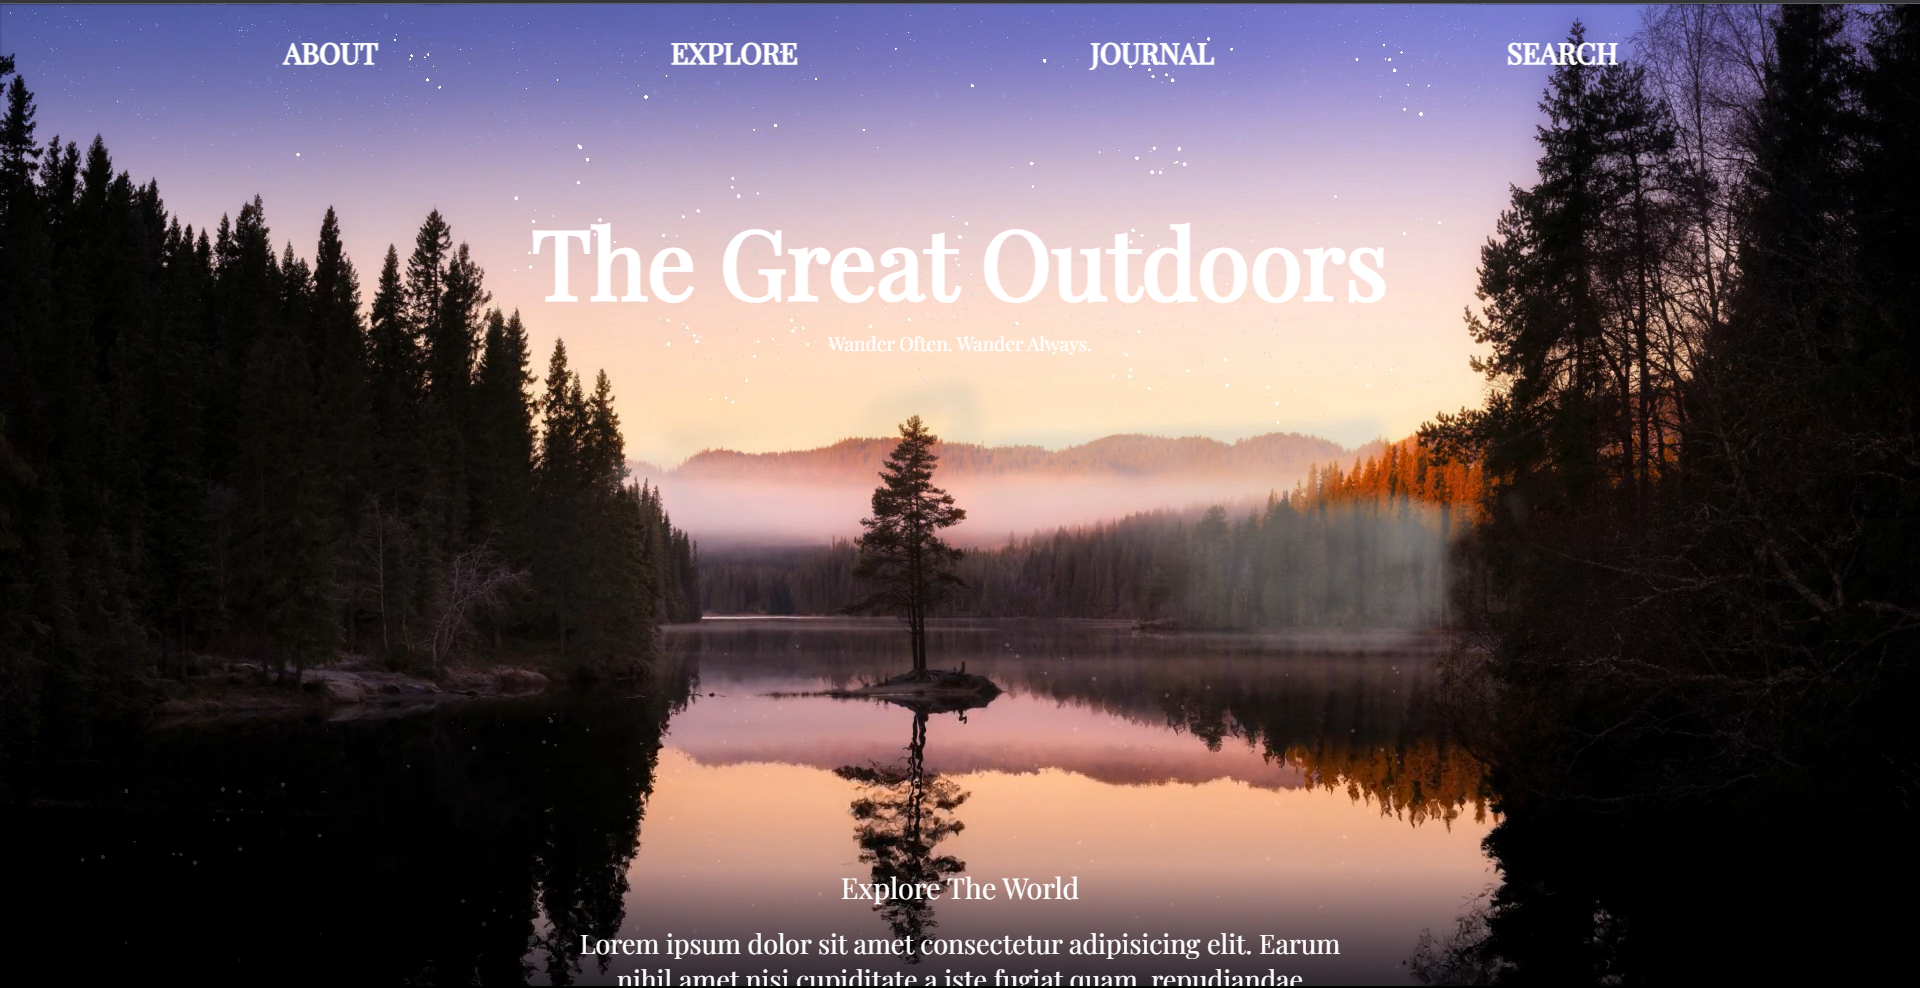 ABOUT EXPLORE JOURNAL SEARCH
The Great Outdoors
Wander Often. Wander Always.
Explore The World
Lorem ipsum dolor sit amet consectetur adipisicing elit. Earum
nihil amet nisi cupiditate a iste fugiat quam, repudiandae